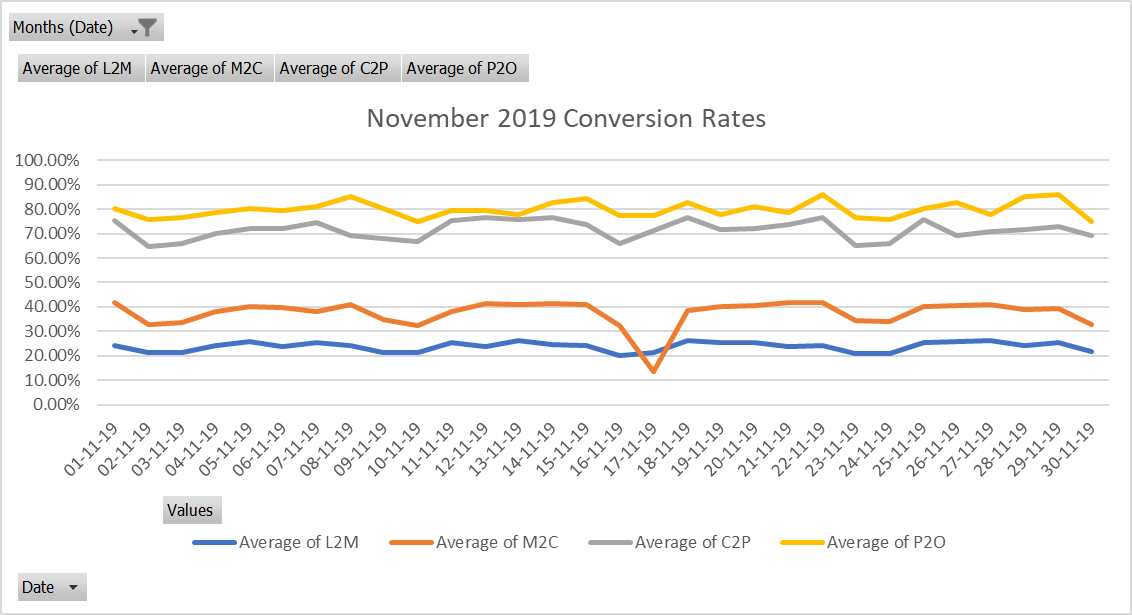 Months (Date)
Average of L2M Average of M2C Average of C2P Average of P2O
November 2019 Conversion Rates
100.00%
90.00%
80.00%
70.00%
60.00%
50.00%
40.00%
30.00%
20.00%
10.00%
0.00%
01-11-19 02-11-19 03-11-19 04-11-19 05-11-19 06-11-19 07-11-19 08-11-19 09-11-19 10-11-19 11-11-19 12-11-19 13-11-19 14-11-19 15-11-19 16-11-19 17-11-19 18-11-19 19-11-19 20-11-19 21-11-19 22-11-19 23-11-19 24-11-19 25-11-19 26-11-19 27-11-19 28-11-19 29-11-19 30-11-19
Values
Average of L2M Average of M2C Average of C2P Average of P2O
Date